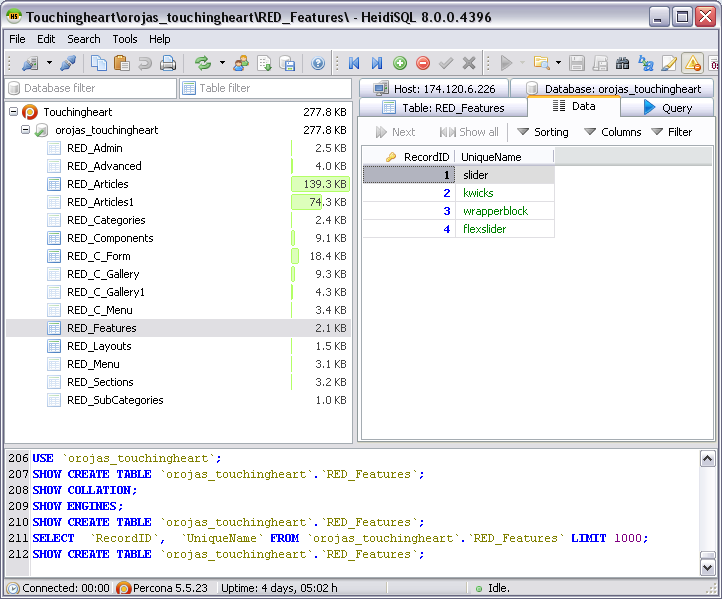 Touchingheart\orojas_touchingheart\RED_Features\ - HeidiSQL 8.0.0.4396
File Edit Search Tools Help
Database filter
Table filter
Touchingheart 277.8 KB
orojas_touchingheart 277.8 KB
RED_Admin 2.5 KB
RED_Advanced 4.0 KB
RED_Articles 139.3 KB
RED_Articles1 74.3 KB
RED_Categories 2.4 KB
RED_Components 9.1 KB
RED_C_Form 18.4 KB
RED_C_Gallery 9.3 KB
RED_C_Gallery1 4.3 KB
RED_C_Menu 3.4 KB
RED_Features 2.1 KB
RED_Layouts 1.5 KB
RED_Menu 3.1 KB
RED_Sections 3.2 KB
RED_SubCategories 1.0 KB
Host: 174.120.6.226 Database: orojas_touchingheart
Table: RED_Features Data Query
Next Show all Sorting Columns Filter
RecordID UniqueName
1 slider
2 kwicks
3 wrapperblock
4 flexslider
206 USE `orojas_touchingheart`;
207 SHOW CREATE TABLE `orojas_touchingheart`.`RED_Features`;
208 SHOW COLLATION;
209 SHOW ENGINES;
210 SHOW CREATE TABLE `orojas_touchingheart`.`RED_Features`;
211 SELECT `RecordID`, `UniqueName` FROM `orojas_touchingheart`.`RED_Features` LIMIT 1000;
212 SHOW CREATE TABLE `orojas_touchingheart`.`RED_Features`;
Connected: 00:00 Percona 5.5.23 Uptime: 4 days, 05:02 h Idle.